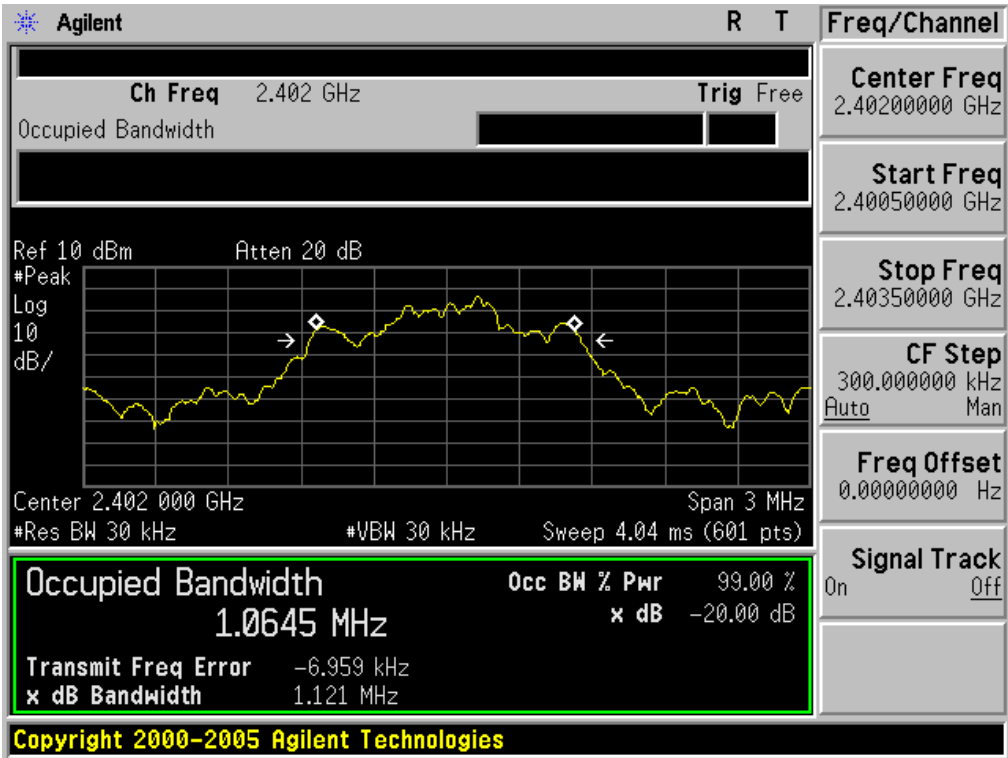 Agilent R T Freq/Channel
Ch Freq 2.402 GHz Trig Free
Occupied Bandwidth
Center Freq
2.40200000 GHz
Start Freq
2.40050000 GHz
Stop Freq
2.40350000 GHz
CF Step
300.000000 kHz
Auto Man
Freq Offset
0.00000000 Hz
Signal Track
On Off
Ref 10 dBm Atten 20 dB
#Peak
Log
10
dB/
Center 2.402 000 GHz Span 3 MHz
#Res BW 30 kHz #VBW 30 kHz Sweep 4.04 ms (601 pts)
Occupied Bandwidth Occ BW % Pwr 99.00 %
1.0645 MHz x dB -20.00 dB
Transmit Freq Error -6.959 kHz
x dB Bandwidth 1.121 MHz
Copyright 2000-2005 Agilent Technologies